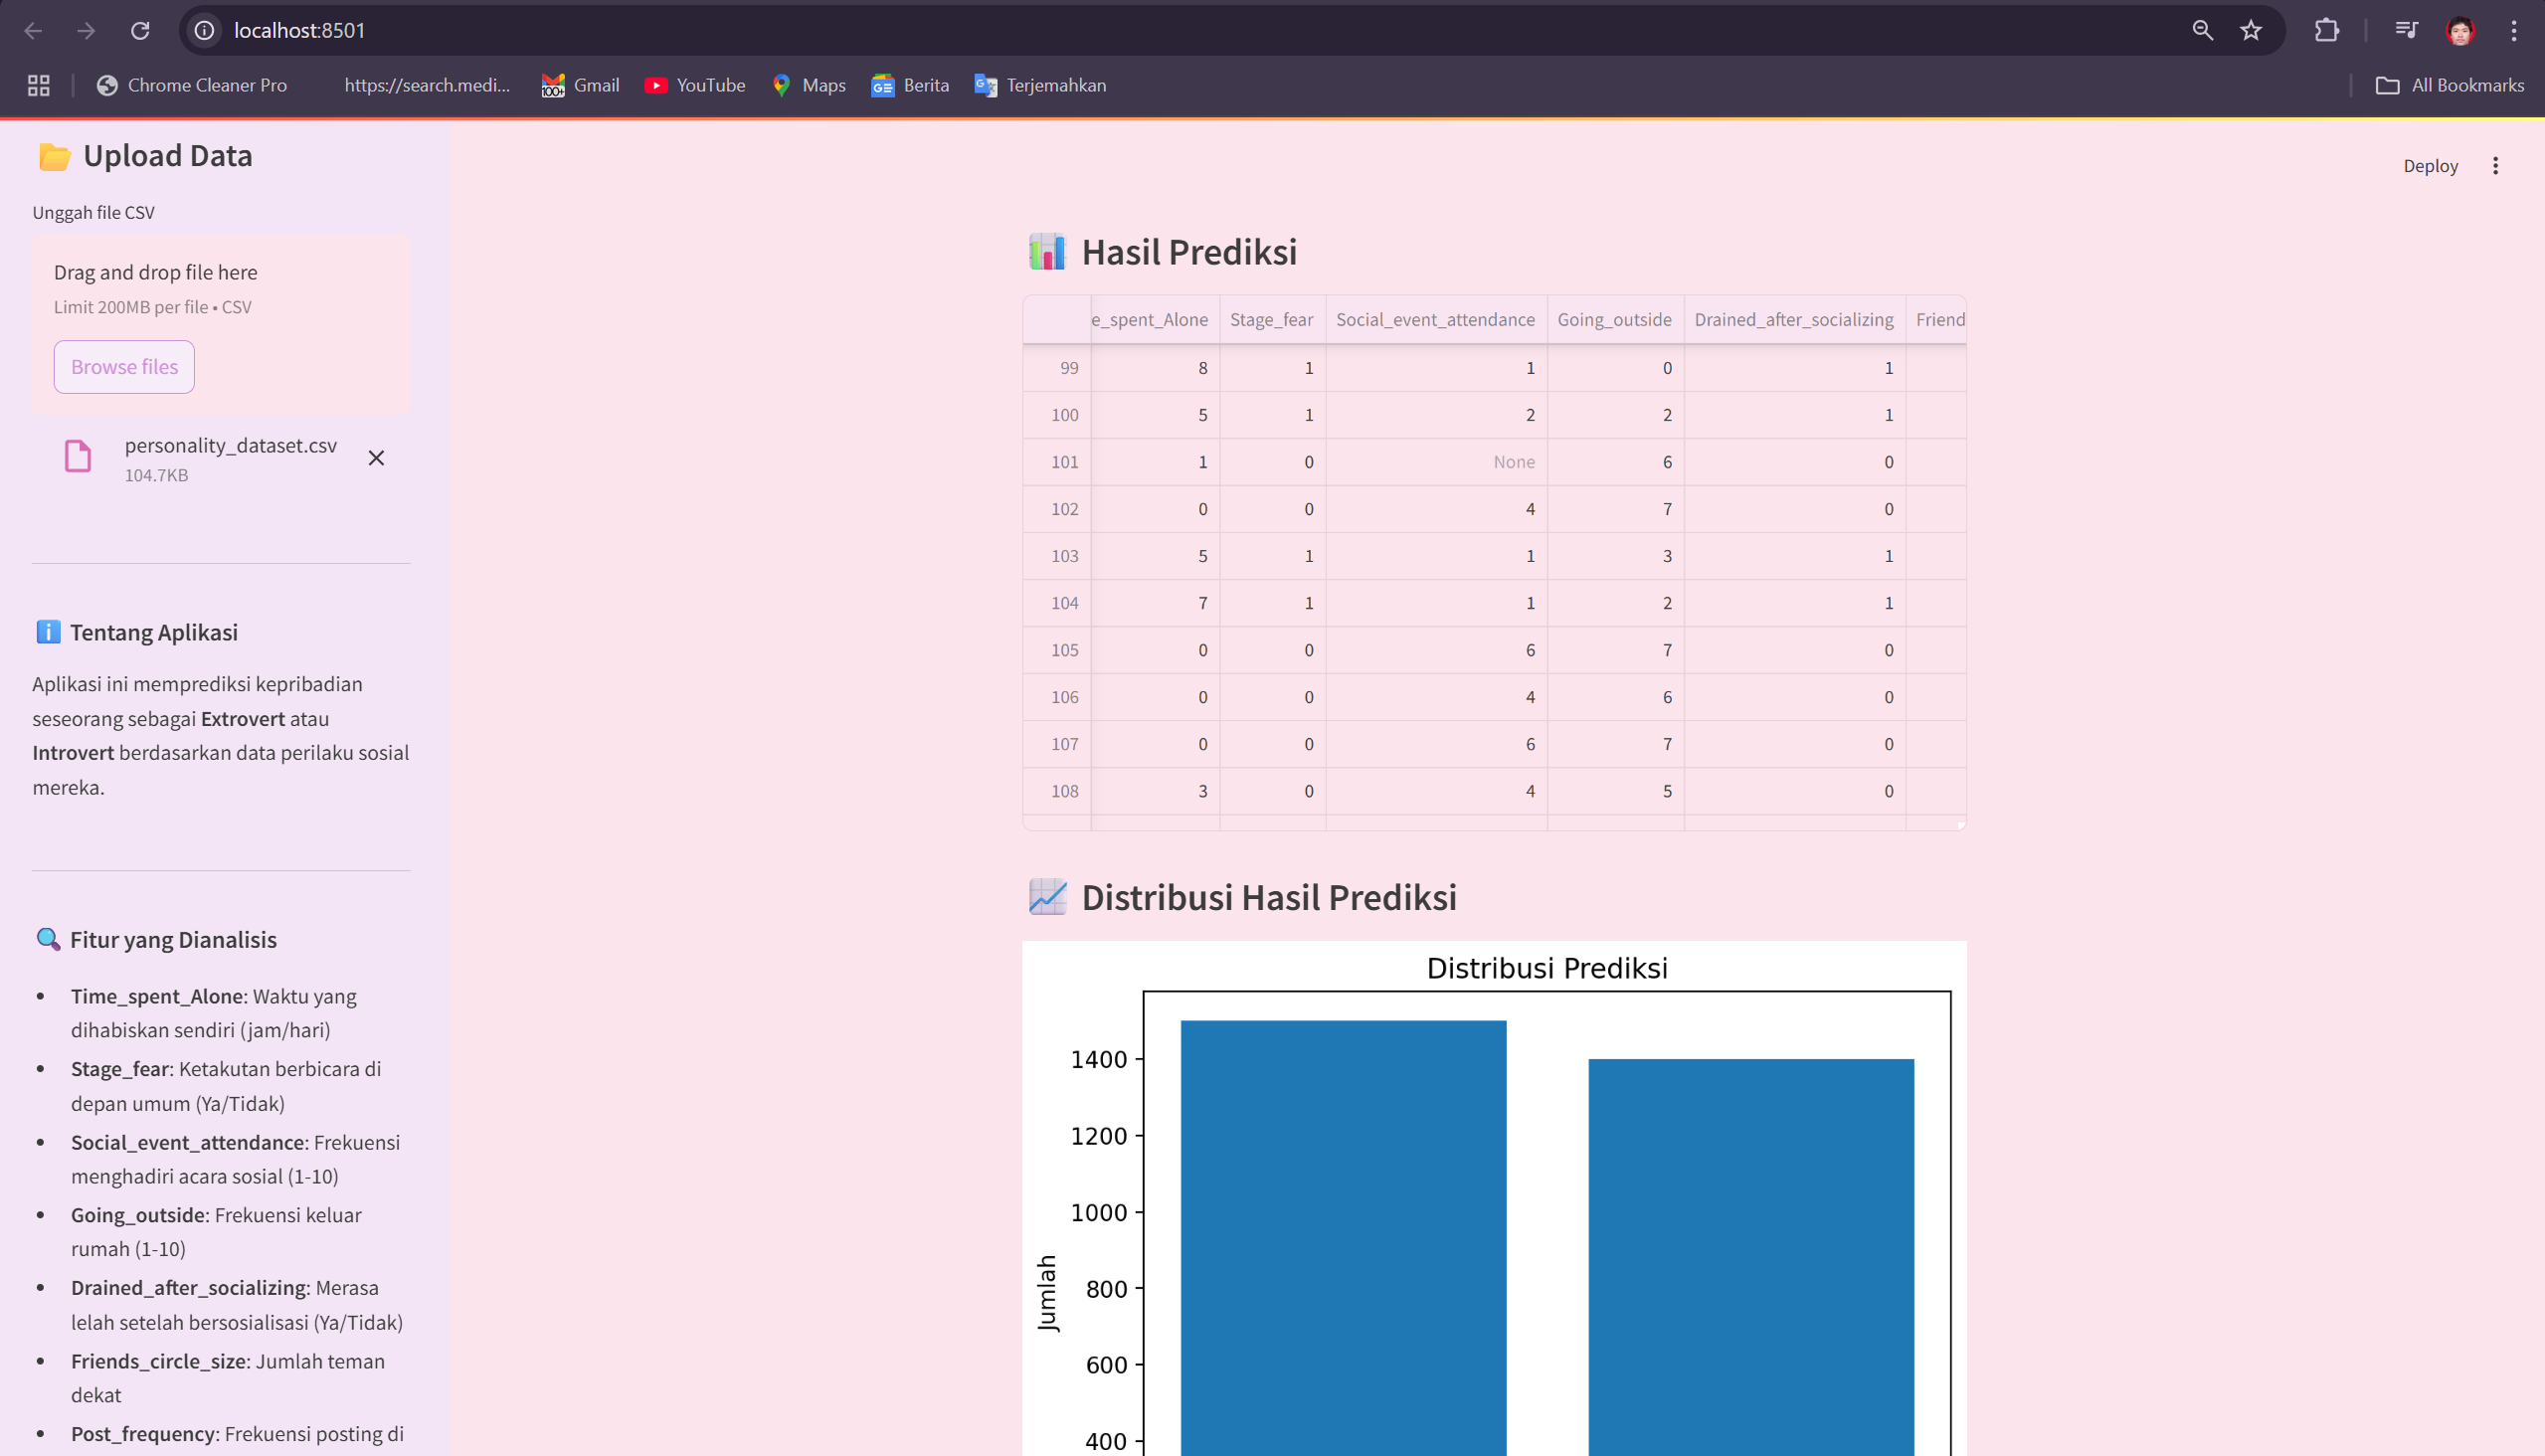 localhost:8501
Chrome Cleaner Pro
https://search.medi...
Gmail
YouTube
Maps
Berita
Terjemahkan
All Bookmarks
Upload Data
Unggah file CSV
Drag and drop file here
Limit 200MB per file • CSV
Browse files
personality_dataset.csv
104.7KB
Tentang Aplikasi
Aplikasi ini memprediksi kepribadian
seseorang sebagai Extrovert atau
Introvert berdasarkan data perilaku sosial
mereka.
Fitur yang Dianalisis
• Time_spent_Alone: Waktu yang
dihabiskan sendiri (jam/hari)
• Stage_fear: Ketakutan berbicara di
depan umum (Ya/Tidak)
• Social_event_attendance: Frekuensi
menghadiri acara sosial (1-10)
• Going_outside: Frekuensi keluar
rumah (1-10)
• Drained_after_socializing: Merasa
lelah setelah bersosialisasi (Ya/Tidak)
• Friends_circle_size: Jumlah teman
dekat
• Post_frequency: Frekuensi posting di
Deploy
Hasil Prediksi
e_spent_Alone Stage_fear Social_event_attendance Going_outside Drained_after_socializing Friend
99 8 1 1 0 1
100 5 1 2 2 1
101 1 0 None 6 0
102 0 0 4 7 0
103 5 1 1 3 1
104 7 1 1 2 1
105 0 0 6 7 0
106 0 0 4 6 0
107 0 0 6 7 0
108 3 0 4 5 0
Distribusi Hasil Prediksi
Distribusi Prediksi
1400
1200
1000
800
600
400
Jumlah